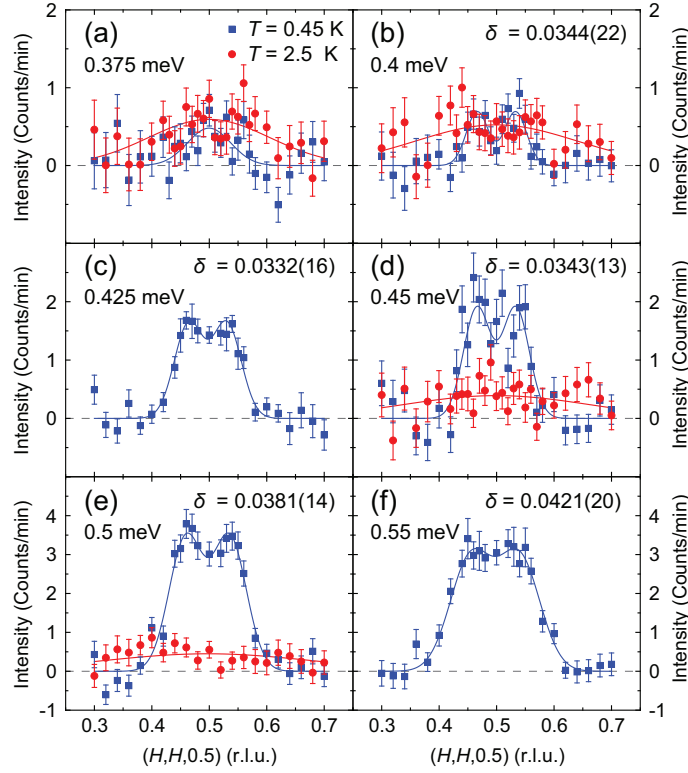 (a)
T = 0.45 K
T = 2.5 K
0.375 meV
(b)
δ = 0.0344(22)
0.4 meV
2
1
0
2
1
0
Intensity (Counts/min)
Intensity (Counts/min)
(c)
δ = 0.0332(16)
0.425 meV
(d)
δ = 0.0343(13)
0.45 meV
2
1
0
2
1
0
Intensity (Counts/min)
Intensity (Counts/min)
(e)
δ = 0.0381(14)
0.5 meV
(f)
δ = 0.0421(20)
0.55 meV
4
3
2
1
0
-1
4
3
2
1
0
-1
Intensity (Counts/min)
Intensity (Counts/min)
0.3 0.4 0.5 0.6 0.7
0.3 0.4 0.5 0.6 0.7
(H,H,0.5) (r.l.u.)
(H,H,0.5) (r.l.u.)